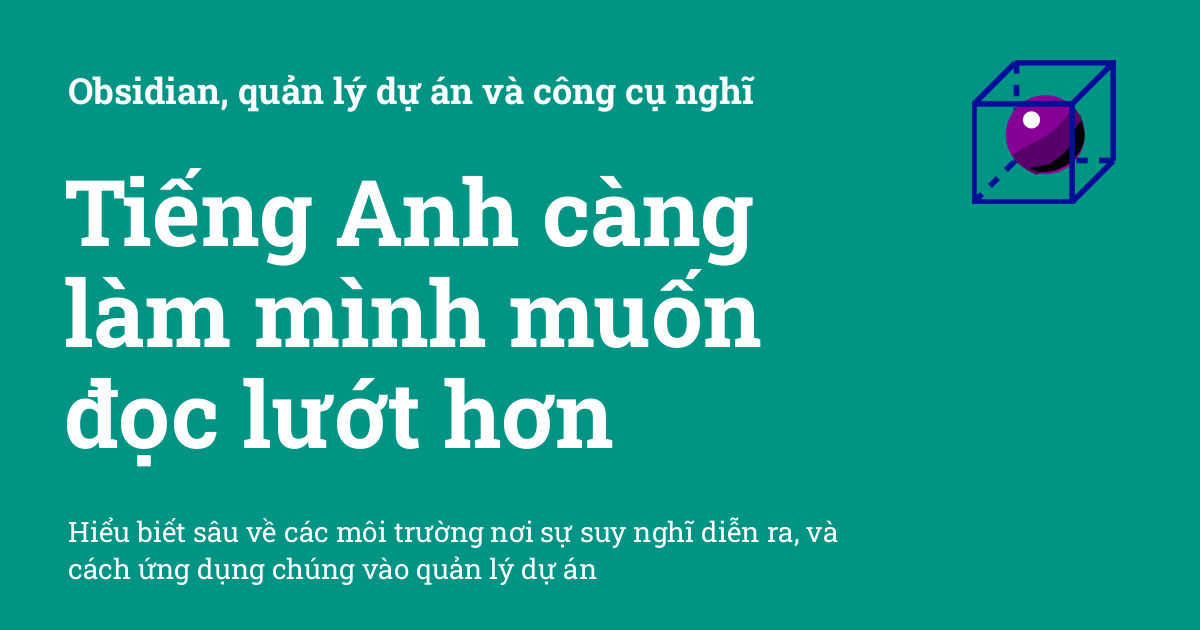 Obsidian, quản lý dự án và công cụ nghĩ
Tiếng Anh càng
làm mình muốn
đọc lướt hơn
Hiểu biết sâu về các môi trường nơi sự suy nghĩ diễn ra, và
cách ứng dụng chúng vào quản lý dự án